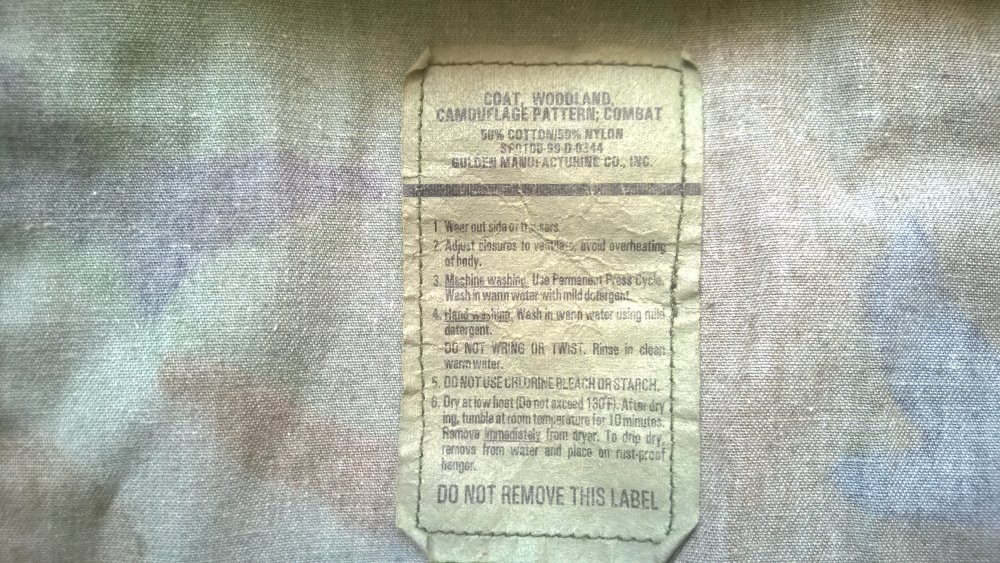 COAT, WOODLAND,
CAMOUFLAGE PATTERN; COMBAT
50% COTTON/50% NYLON
GOLDEN MANUFACTURING CO., INC.
1. Wear out side of trousers.
2. Adjust closures to ventilate, avoid overheating
of body.
3. Machine washing. Use Permanent Press Cycle.
Wash in warm water with mild detergent.
4. Hand washing. Wash in warm water using mild
detergent.
DO NOT WRING OR TWIST. Rinse in clean
warm water.
5. DO NOT USE CHLORINE BLEACH OR STARCH.
6. Dry at low heat (Do not exceed 130°F). After dry
ing, tumble at room temperature for 10 minutes.
Remove immediately from dryer. To drip dry,
remove from water and place on rust-proof
hanger.
DO NOT REMOVE THIS LABEL